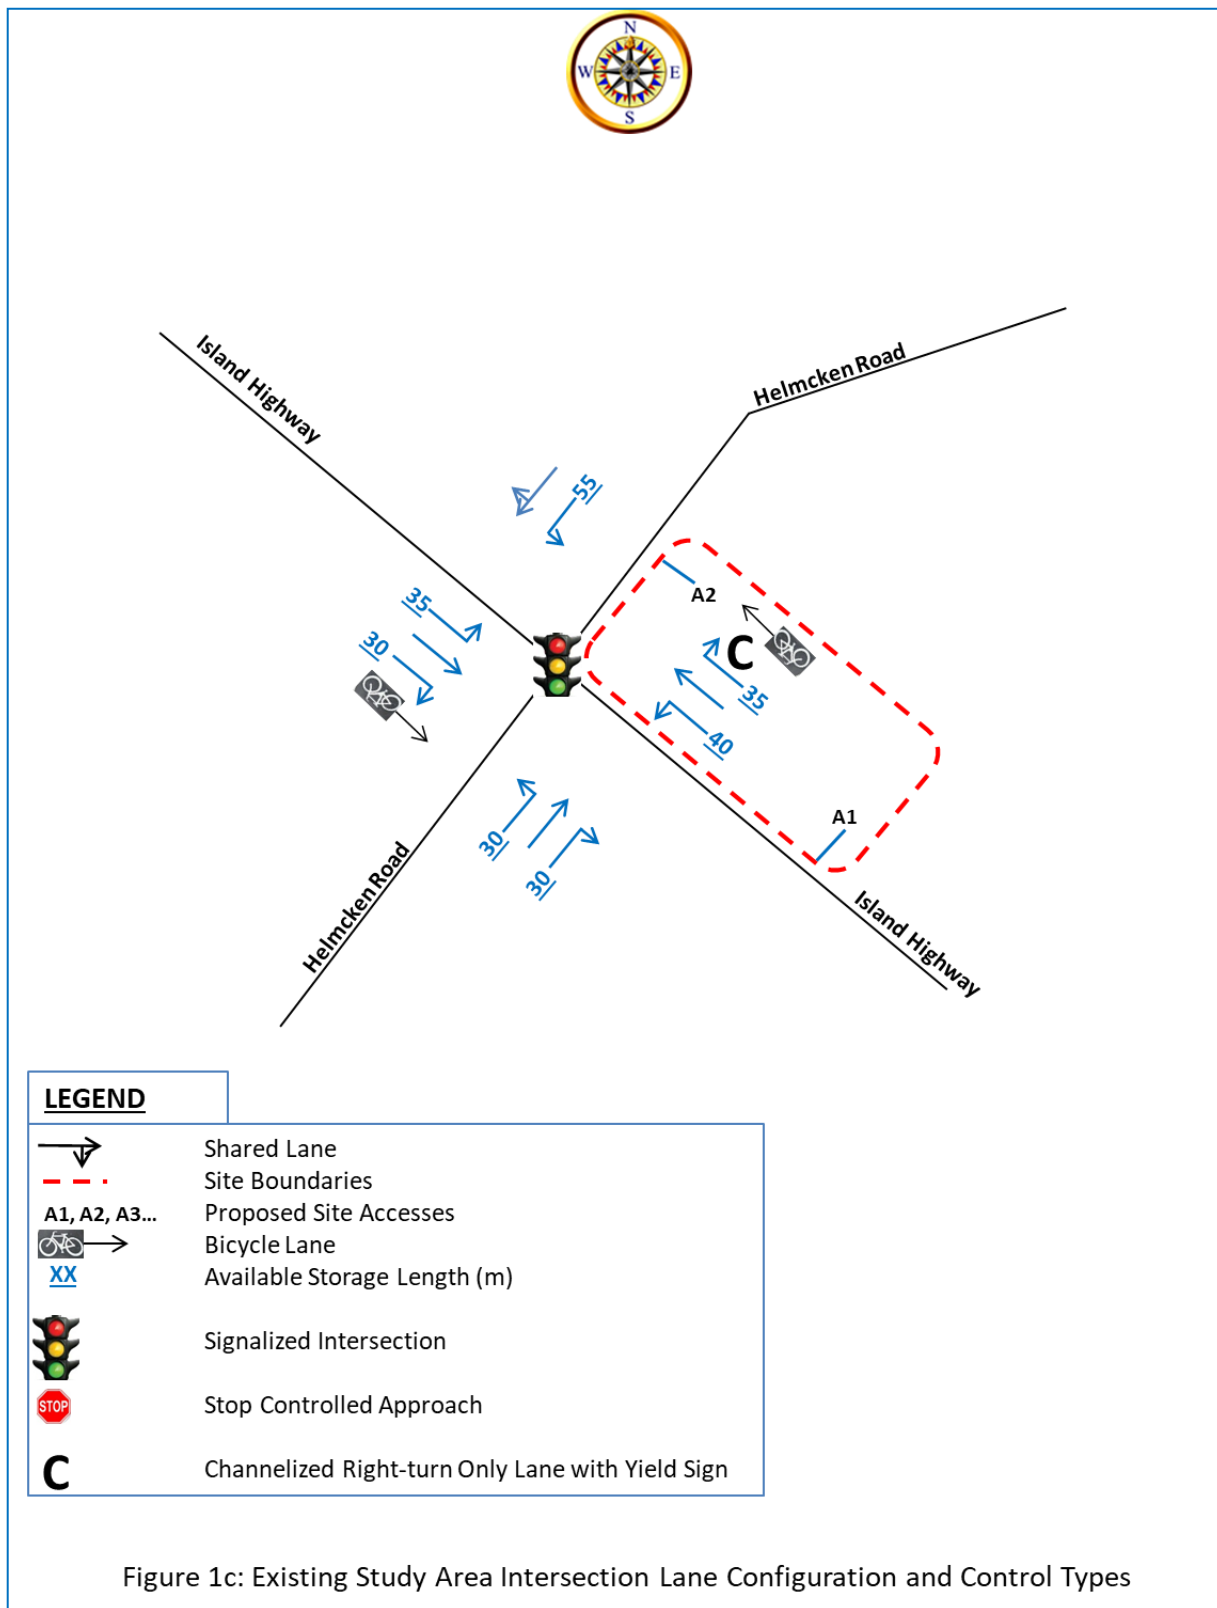 N
W E
S
Island Highway
Helmcken Road
55
35
30
A2
C
35
40
A1
30
30
Helmcken Road
Island Highway
LEGEND
Shared Lane
Site Boundaries
A1, A2, A3... Proposed Site Accesses
Bicycle Lane
XX Available Storage Length (m)
Signalized Intersection
STOP Stop Controlled Approach
C Channelized Right-turn Only Lane with Yield Sign
Figure 1c: Existing Study Area Intersection Lane Configuration and Control Types